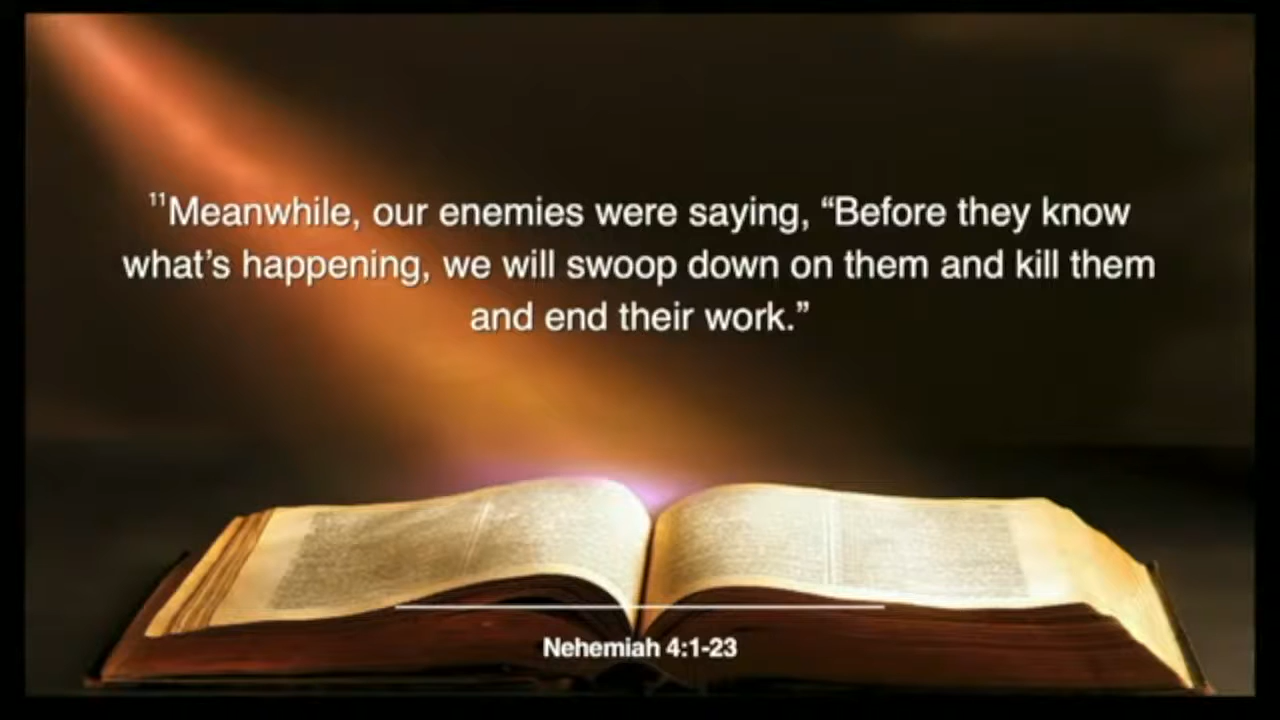 ¹¹Meanwhile, our enemies were saying, “Before they know
what’s happening, we will swoop down on them and kill them
and end their work.”
Nehemiah 4:1-23